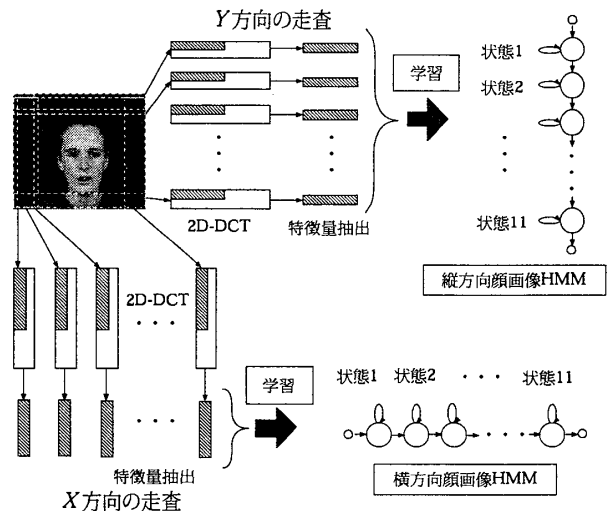 Y方向の走査
学習
状態1
状態2
状態11
2D-DCT
特徴量抽出
縦方向顔画像HMM
2D-DCT
学習
状態1 状態2 ・・・ 状態11
特徴量抽出
X方向の走査
横方向顔画像HMM